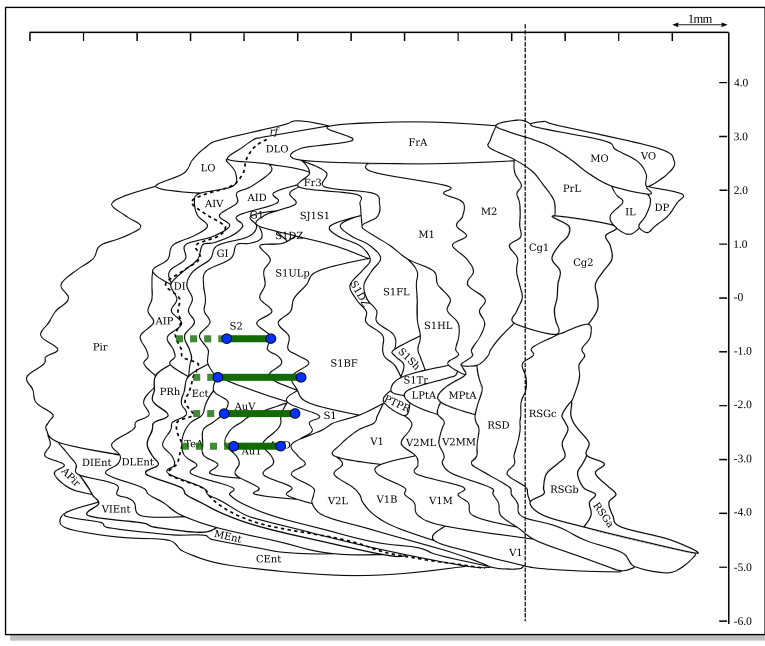 1mm
4.0
rf
3.0
FrA
DLO
VO
MO
LO
Fr3
PrL
2.0
AID
AIV
M2
IL
DP
SJ1S1
M1
S1DZ
1.0
Cg1
GI
Cg2
S1ULp
DI
S1DZ
S1FL
-0
AIP
S2
S1HL
Pir
S1BF
S1Sh
-1.0
S1Tr
PRh
Ect
LPtA
MPtA
PTPR
AuV
S1
-2.0
RSD
RSGc
TeA
V1
V2ML
V2MM
Au1
DIEnt
DLEnt
-3.0
APir
RSGb
V2L
V1B
V1M
VIEnt
RSGa
-4.0
MEnt
V1
CEnt
-5.0
-6.0